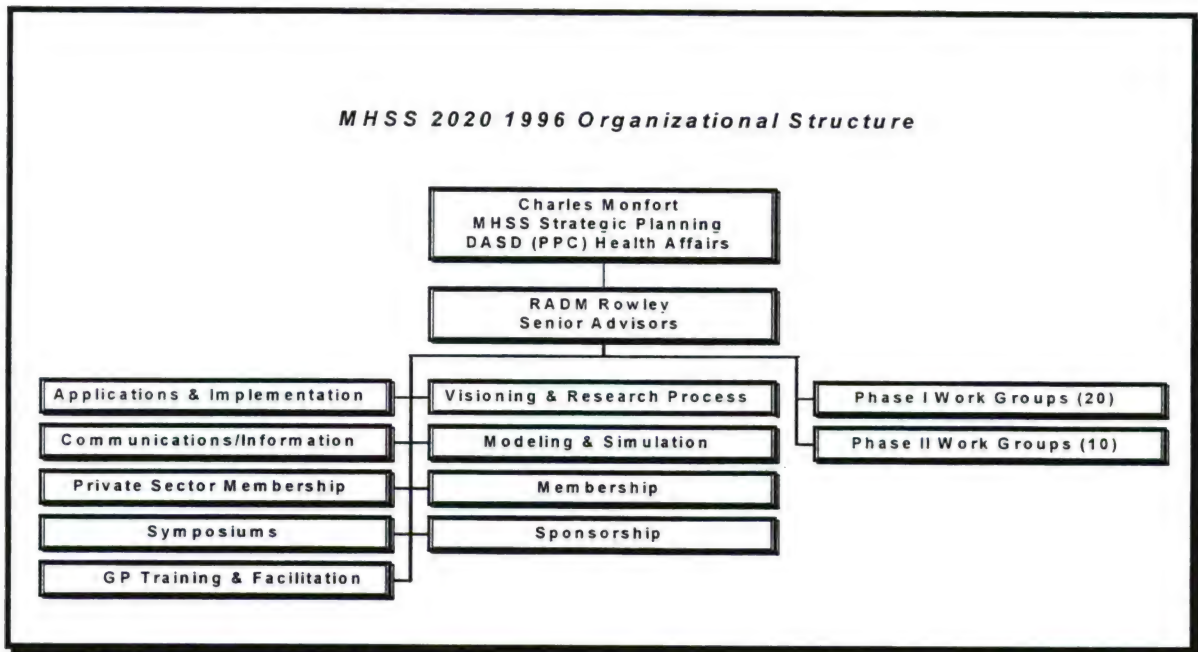 MHSS 2020 1996 Organizational Structure
Charles Monfort
MHSS Strategic Planning
DASD (PPC) Health Affairs
RADM Rowley
Senior Advisors
Applications & Implementation
Visioning & Research Process
Phase I Work Groups (20)
Communications/Information
Modeling & Simulation
Phase II Work Groups (10)
Private Sector Membership
Membership
Symposiums
Sponsorship
GP Training & Facilitation